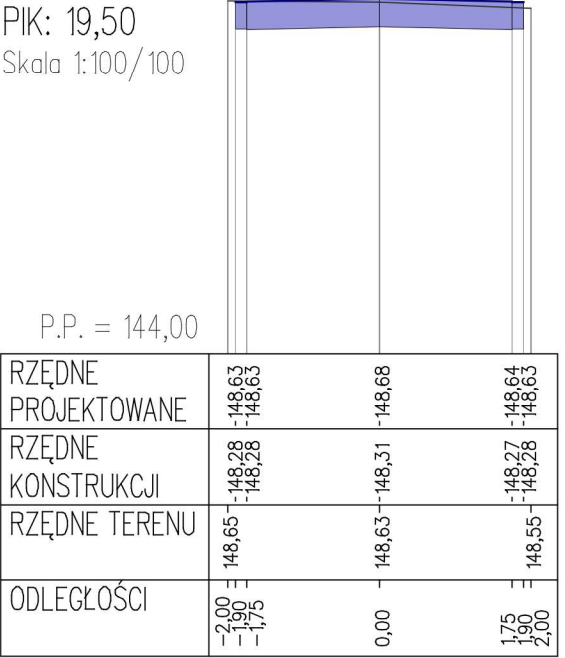 PIK: 19,50
Skala 1:100/100
P.P. = 144,00
RZĘDNE
PROJEKTOWANE
148,63
148,63
148,68
148,64
148,63
RZĘDNE
KONSTRUKCJI
148,28
148,28
148,31
148,27
148,28
RZĘDNE TERENU
148,65
148,63
148,55
ODLEGŁOŚCI
-2,00
-1,90
-1,75
0,00
1,75
1,90
2,00